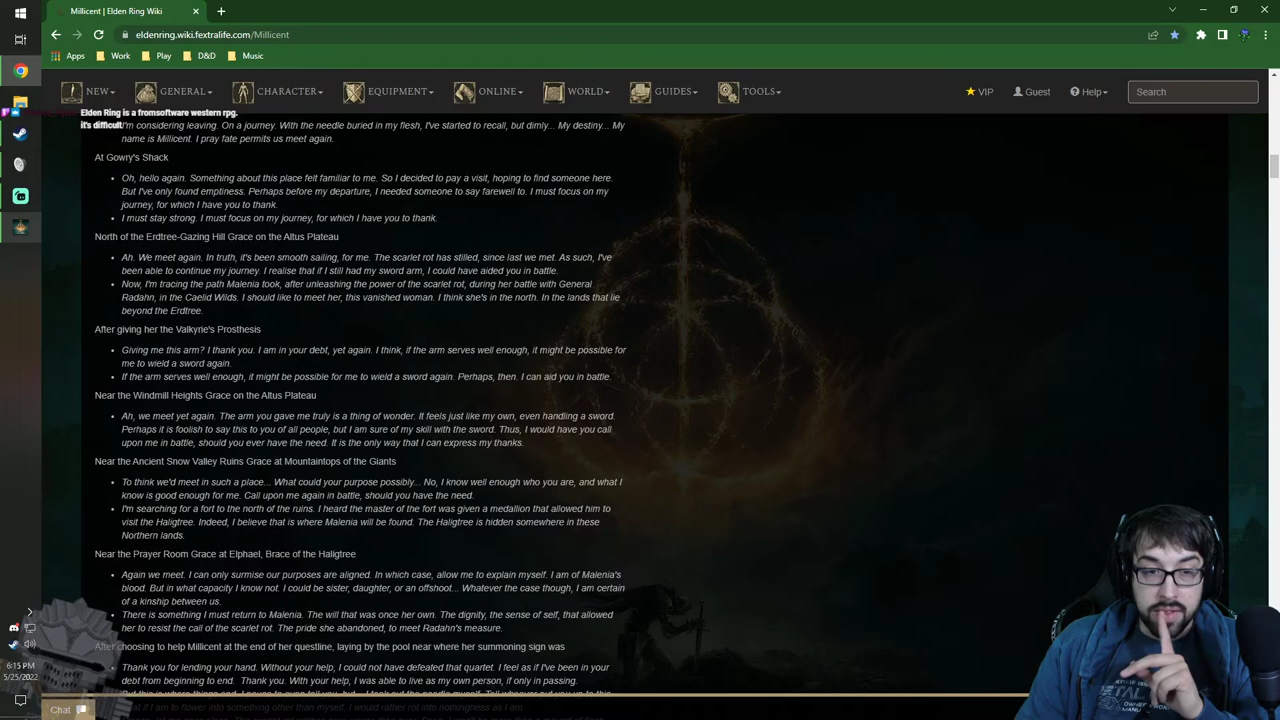 Millicent | Elden Ring Wiki
eldenring.wiki.fextralife.com/Millicent
Apps Work Play D&D Music
NEW GENERAL CHARACTER EQUIPMENT ONLINE WORLD GUIDES TOOLS VIP Guest Help Search
Elden Ring is a fromsoftware western rpg.
it's difficult
I'm considering leaving. On a journey. With the needle buried in my flesh, I've started to recall, but dimly... My destiny... My
name is Millicent. I pray fate permits us meet again.
At Gowry's Shack
Oh, hello again. Something about this place felt familiar to me. So I decided to pay a visit, hoping to find someone here.
But I've only found emptiness. Perhaps before my departure, I needed someone to say farewell to. I must focus on my
journey, for which I have you to thank.
I must stay strong. I must focus on my journey, for which I have you to thank.
North of the Erdtree-Gazing Hill Grace on the Altus Plateau
Ah. We meet again. In truth, it's been smooth sailing, for me. The scarlet rot has stilled, since last we met. As such, I've
been able to continue my journey. I realise that if I still had my sword arm, I could have aided you in battle.
Now, I'm tracing the path Malenia took, after unleashing the power of the scarlet rot, during her battle with General
Radahn, in the Caelid Wilds. I should like to meet her, this vanished woman. I think she's in the north. In the lands that lie
beyond the Erdtree.
After giving her the Valkyrie's Prosthesis
Giving me this arm? I thank you. I am in your debt, yet again. I think, if the arm serves well enough, it might be possible for
me to wield a sword again.
If the arm serves well enough, it might be possible for me to wield a sword again. Perhaps, then. I can aid you in battle.
Near the Windmill Heights Grace on the Altus Plateau
Ah, we meet yet again. The arm you gave me truly is a thing of wonder. It feels just like my own, even handling a sword.
Perhaps it is foolish to say this to you of all people, but I am sure of my skill with the sword. Thus, I would have you call
upon me in battle, should you ever have the need. It is the only way that I can express my thanks.
Near the Ancient Snow Valley Ruins Grace at Mountaintops of the Giants
To think we'd meet in such a place... What could your purpose possibly... No, I know well enough who you are, and what I
know is good enough for me. Call upon me again in battle, should you have the need.
I'm searching for a fort to the north of the ruins. I heard the master of the fort was given a medallion that allowed him to
visit the Haligtree. Indeed, I believe that is where Malenia will be found. The Haligtree is hidden somewhere in these
Northern lands.
Near the Prayer Room Grace at Elphael, Brace of the Haligtree
Again we meet. I can only surmise our purposes are aligned. In which case, allow me to explain myself. I am of Malenia's
blood. But in what capacity I know not. I could be sister, daughter, or an offshoot... Whatever the case though, I am certain
of a kinship between us.
There is something I must return to Malenia. The will that was once her own. The dignity, the sense of self, that allowed
her to resist the call of the scarlet rot. The pride she abandoned, to meet Radahn's measure.
After choosing to help Millicent at the end of her questline, laying by the pool near where her summoning sign was
Thank you for lending your hand. Without your help, I could not have defeated that quartet. I feel as if I've been in your
debt from beginning to end. Thank you. With your help, I was able to live as my own person, if only in passing.
if I am to flower into something other than myself, I would rather rot into nothingness as I am
6:15 PM
5/25/2022
Chat